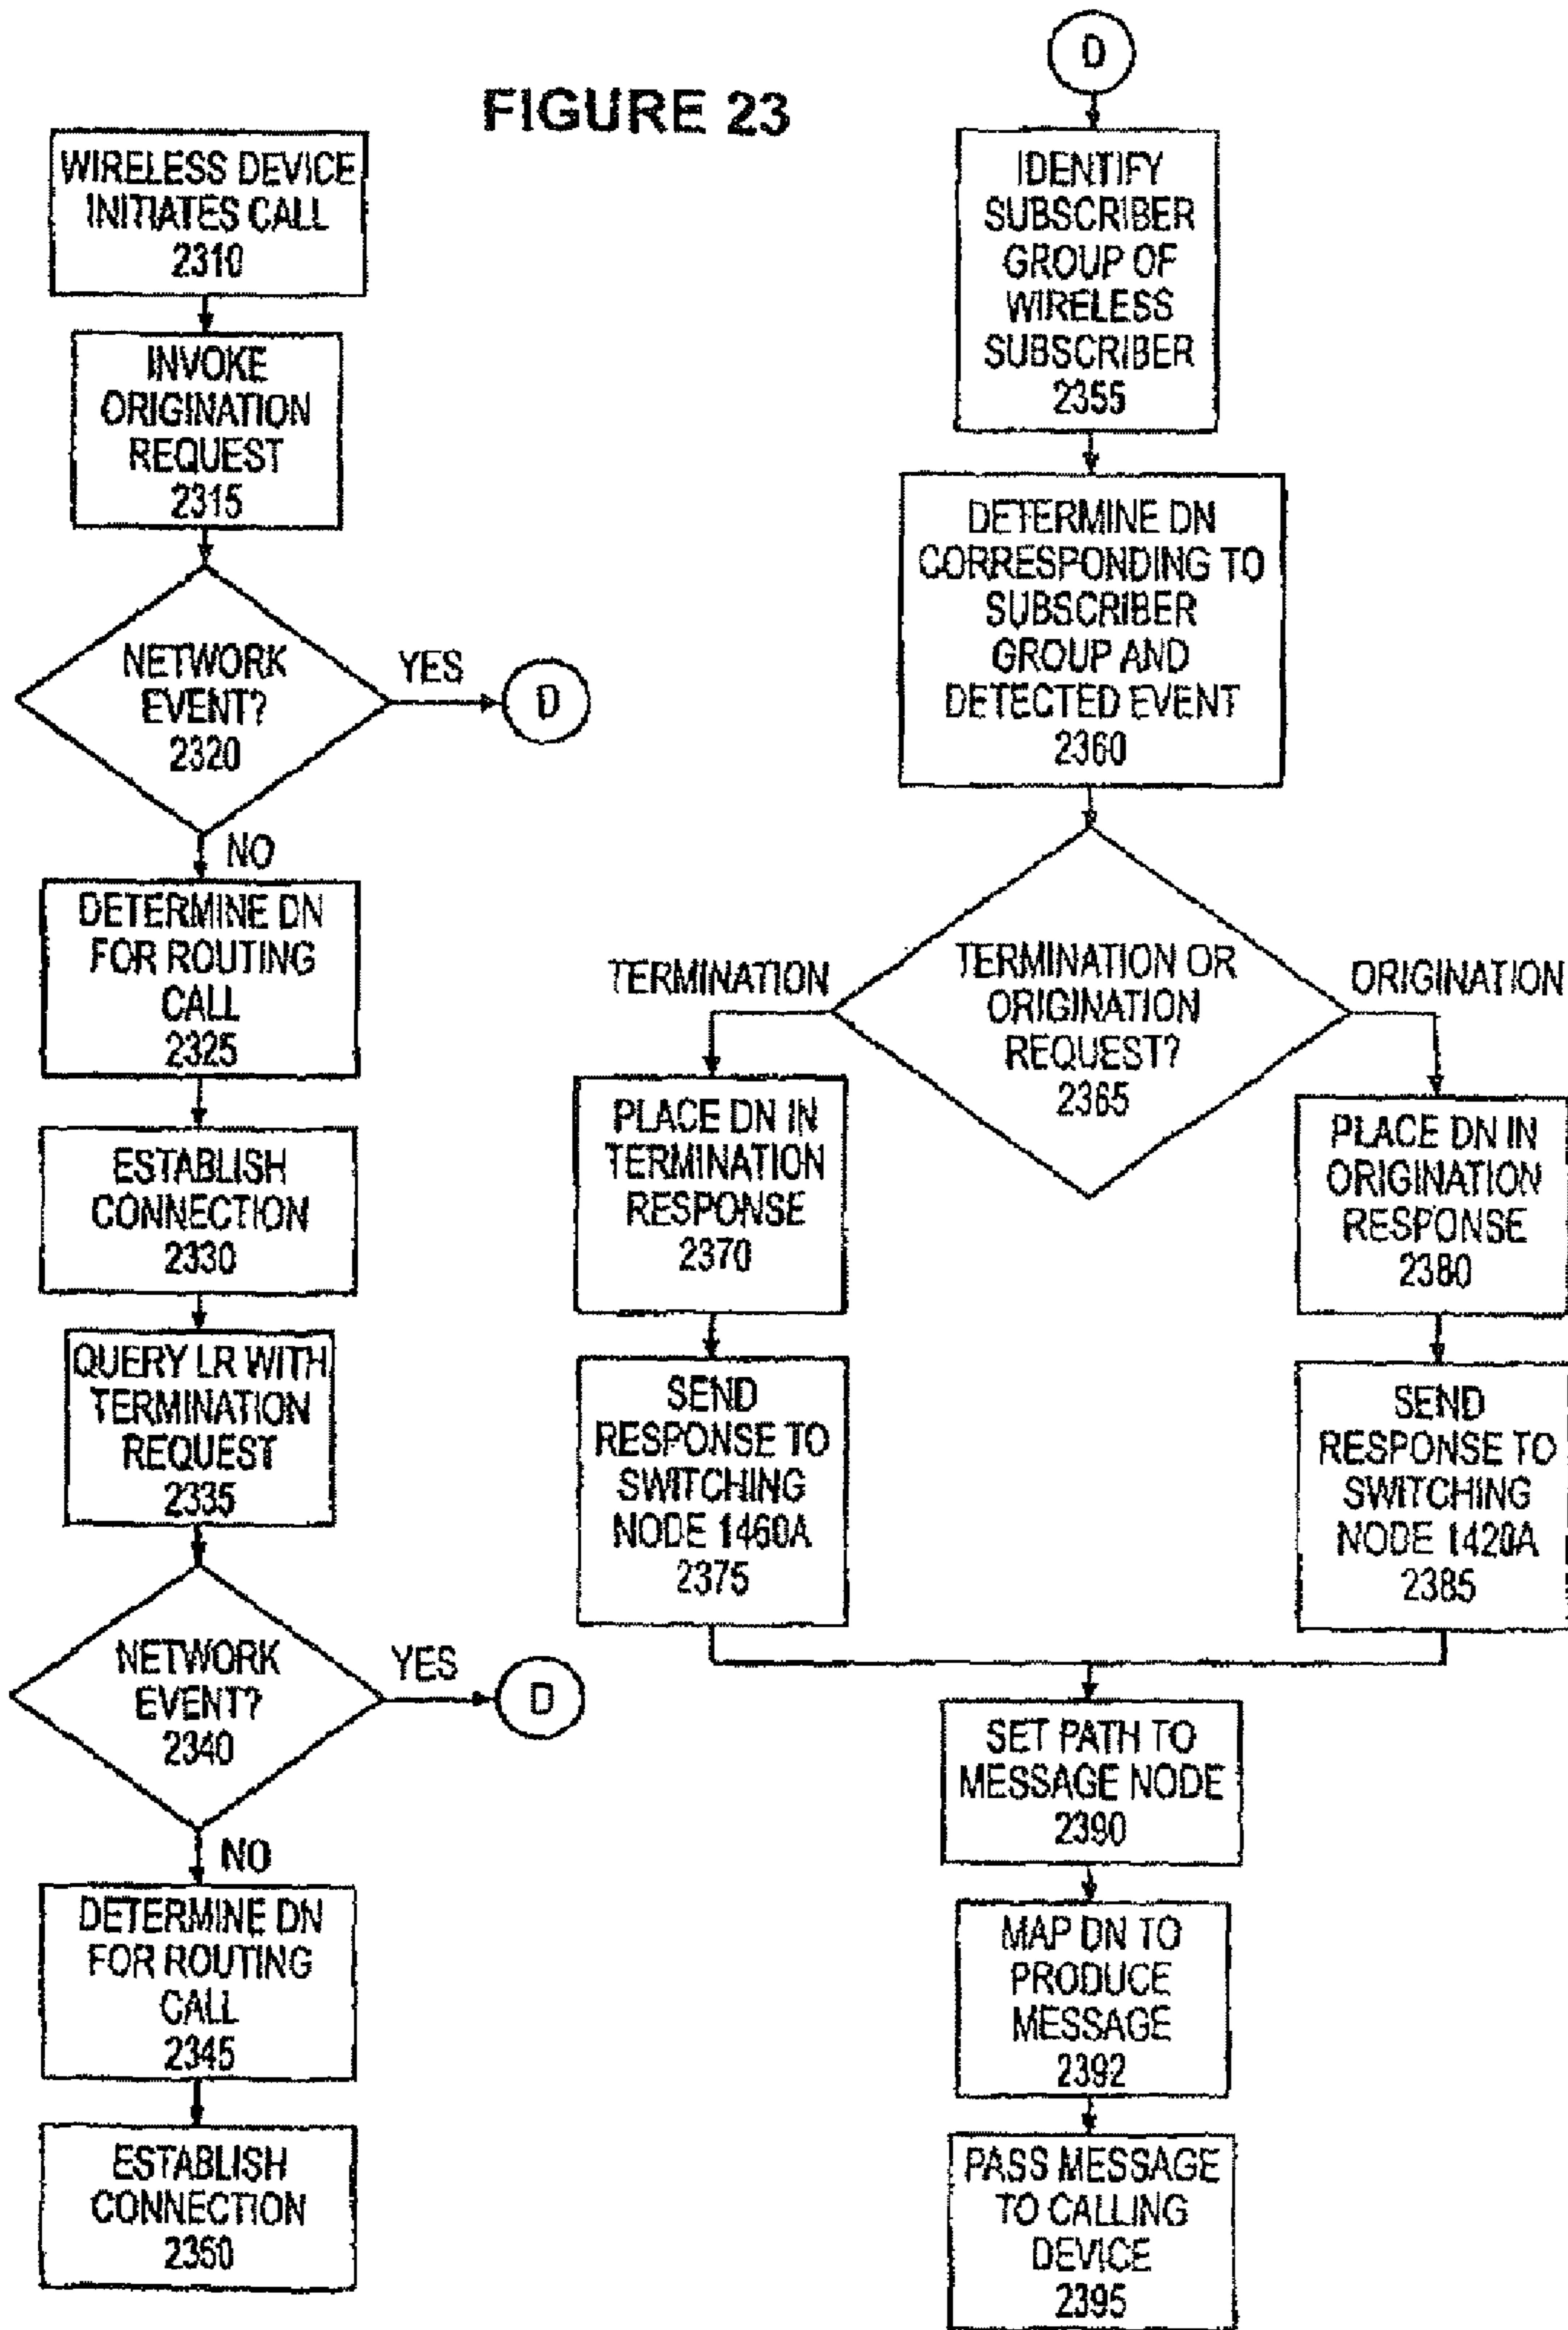 FIGURE 23
WIRELESS DEVICE
INITIATES CALL
2310
INVOKE
ORIGINATION
REQUEST
2315
NETWORK
EVENT?
2320
YES
D
NO
DETERMINE DN
FOR ROUTING
CALL
2325
ESTABLISH
CONNECTION
2330
QUERY LR WITH
TERMINATION
REQUEST
2335
NETWORK
EVENT?
2340
YES
D
NO
DETERMINE DN
FOR ROUTING
CALL
2345
ESTABLISH
CONNECTION
2350
D
IDENTIFY
SUBSCRIBER
GROUP OF
WIRELESS
SUBSCRIBER
2355
DETERMINE DN
CORRESPONDING TO
SUBSCRIBER
GROUP AND
DETECTED EVENT
2360
TERMINATION OR
ORIGINATION
REQUEST?
2365
TERMINATION
PLACE DN IN
TERMINATION
RESPONSE
2370
SEND
RESPONSE TO
SWITCHING
NODE 1460A
2375
ORIGINATION
PLACE DN IN
ORIGINATION
RESPONSE
2380
SEND
RESPONSE TO
SWITCHING
NODE 1420A
2385
SET PATH TO
MESSAGE NODE
2390
MAP DN TO
PRODUCE
MESSAGE
2392
PASS MESSAGE
TO CALLING
DEVICE
2395